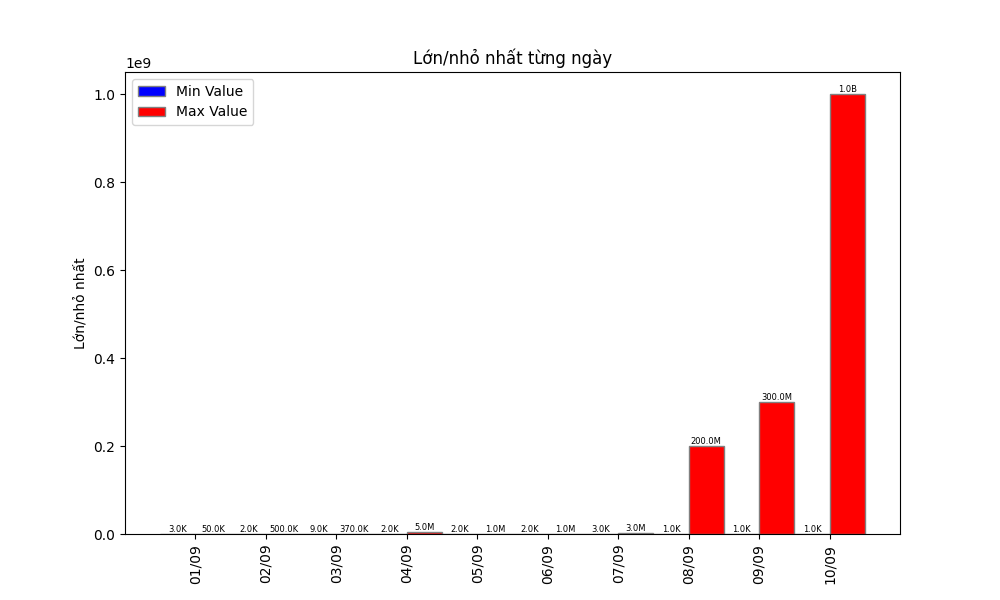 Lớn/nhỏ nhất từng ngày
1e9
Min Value
Max Value
Lớn/nhỏ nhất
1.0
0.8
0.6
0.4
0.2
0.0
3.0K 50.0K 2.0K 500.0K 9.0K 370.0K 2.0K 5.0M 2.0K 1.0M 2.0K 1.0M 3.0K 3.0M 1.0K 200.0M 1.0K 300.0M 1.0K 1.0B
01/09 02/09 03/09 04/09 05/09 06/09 07/09 08/09 09/09 10/09